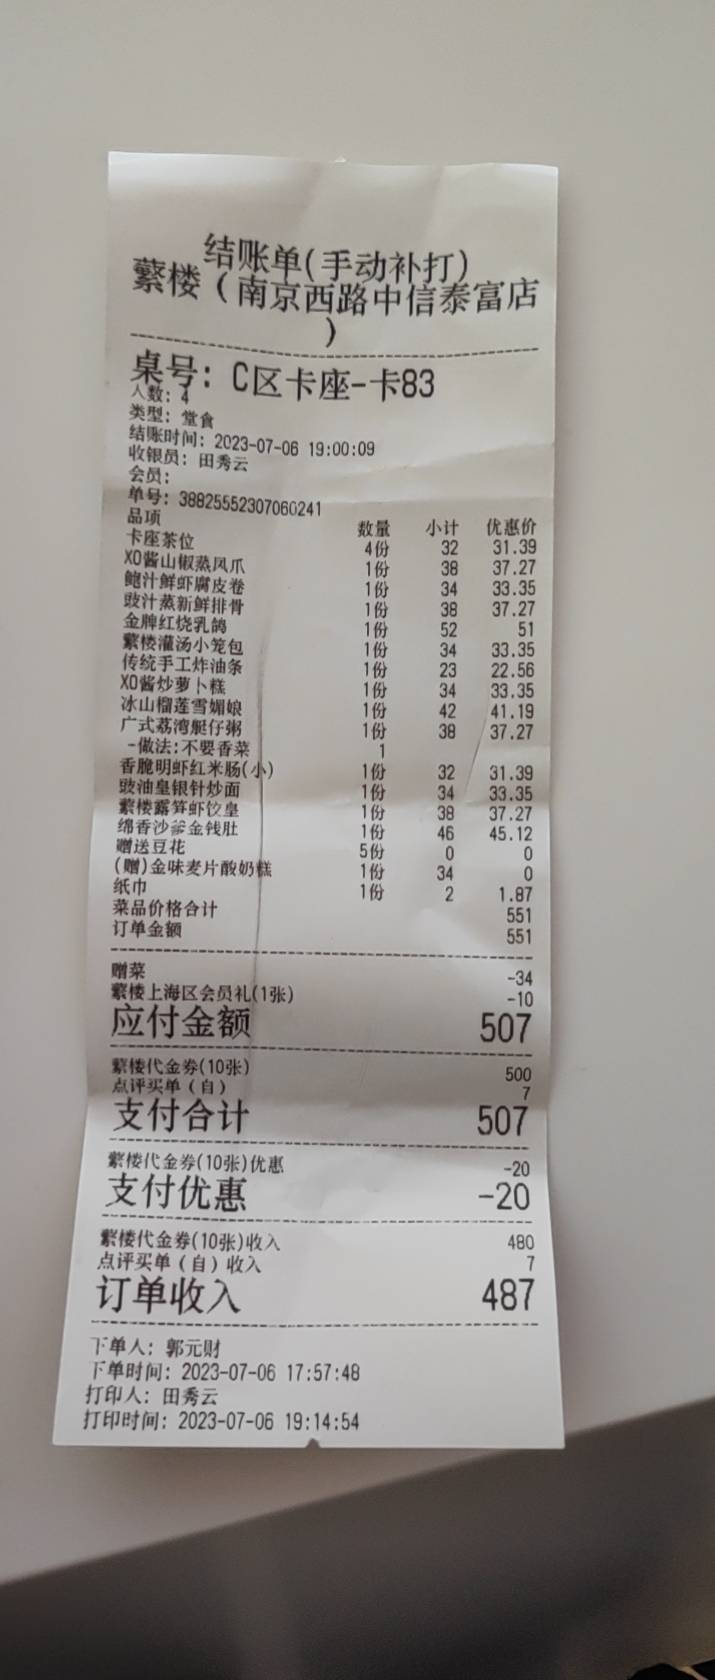 结账单(手动补打)
蘩楼（南京西路中信泰富店
）
桌号: C区卡座-卡83
人数: 4
类型: 堂食
结账时间: 2023-07-06 19:00:09
收银员: 田秀云
会员:
单号: 38825552307060241
品项 数量 小计 优惠价
卡座茶位 4份 32 31.39
XO酱山椒蒸凤爪 1份 38 37.27
鲍汁鲜虾腐皮卷 1份 34 33.35
豉汁蒸新鲜排骨 1份 38 37.27
金牌红烧乳鸽 1份 52 51
蘩楼灌汤小笼包 1份 34 33.35
传统手工炸油条 1份 23 22.56
XO酱炒萝卜糕 1份 34 33.35
冰山榴莲雪媚娘 1份 42 41.19
广式荔湾艇仔粥 1份 38 37.27
-做法:不要香菜 1
香脆明虾红米肠(小) 1份 32 31.39
豉油皇银针炒面 1份 34 33.35
蘩楼露笋虾饺皇 1份 38 37.27
绵香沙爹金钱肚 1份 46 45.12
赠送豆花 5份 0 0
(赠)金味麦片酸奶糕 1份 34 0
纸巾 1份 2 1.87
菜品价格合计 551
订单金额 551
赠菜 -34
蘩楼上海区会员礼(1张) -10
应付金额 507
蘩楼代金券(10张) 500
点评买单（自） 7
支付合计 507
蘩楼代金券(10张)优惠 -20
支付优惠 -20
蘩楼代金券(10张)收入 480
点评买单（自）收入 7
订单收入 487
下单人: 郭元财
下单时间: 2023-07-06 17:57:48
打印人: 田秀云
打印时间: 2023-07-06 19:14:54